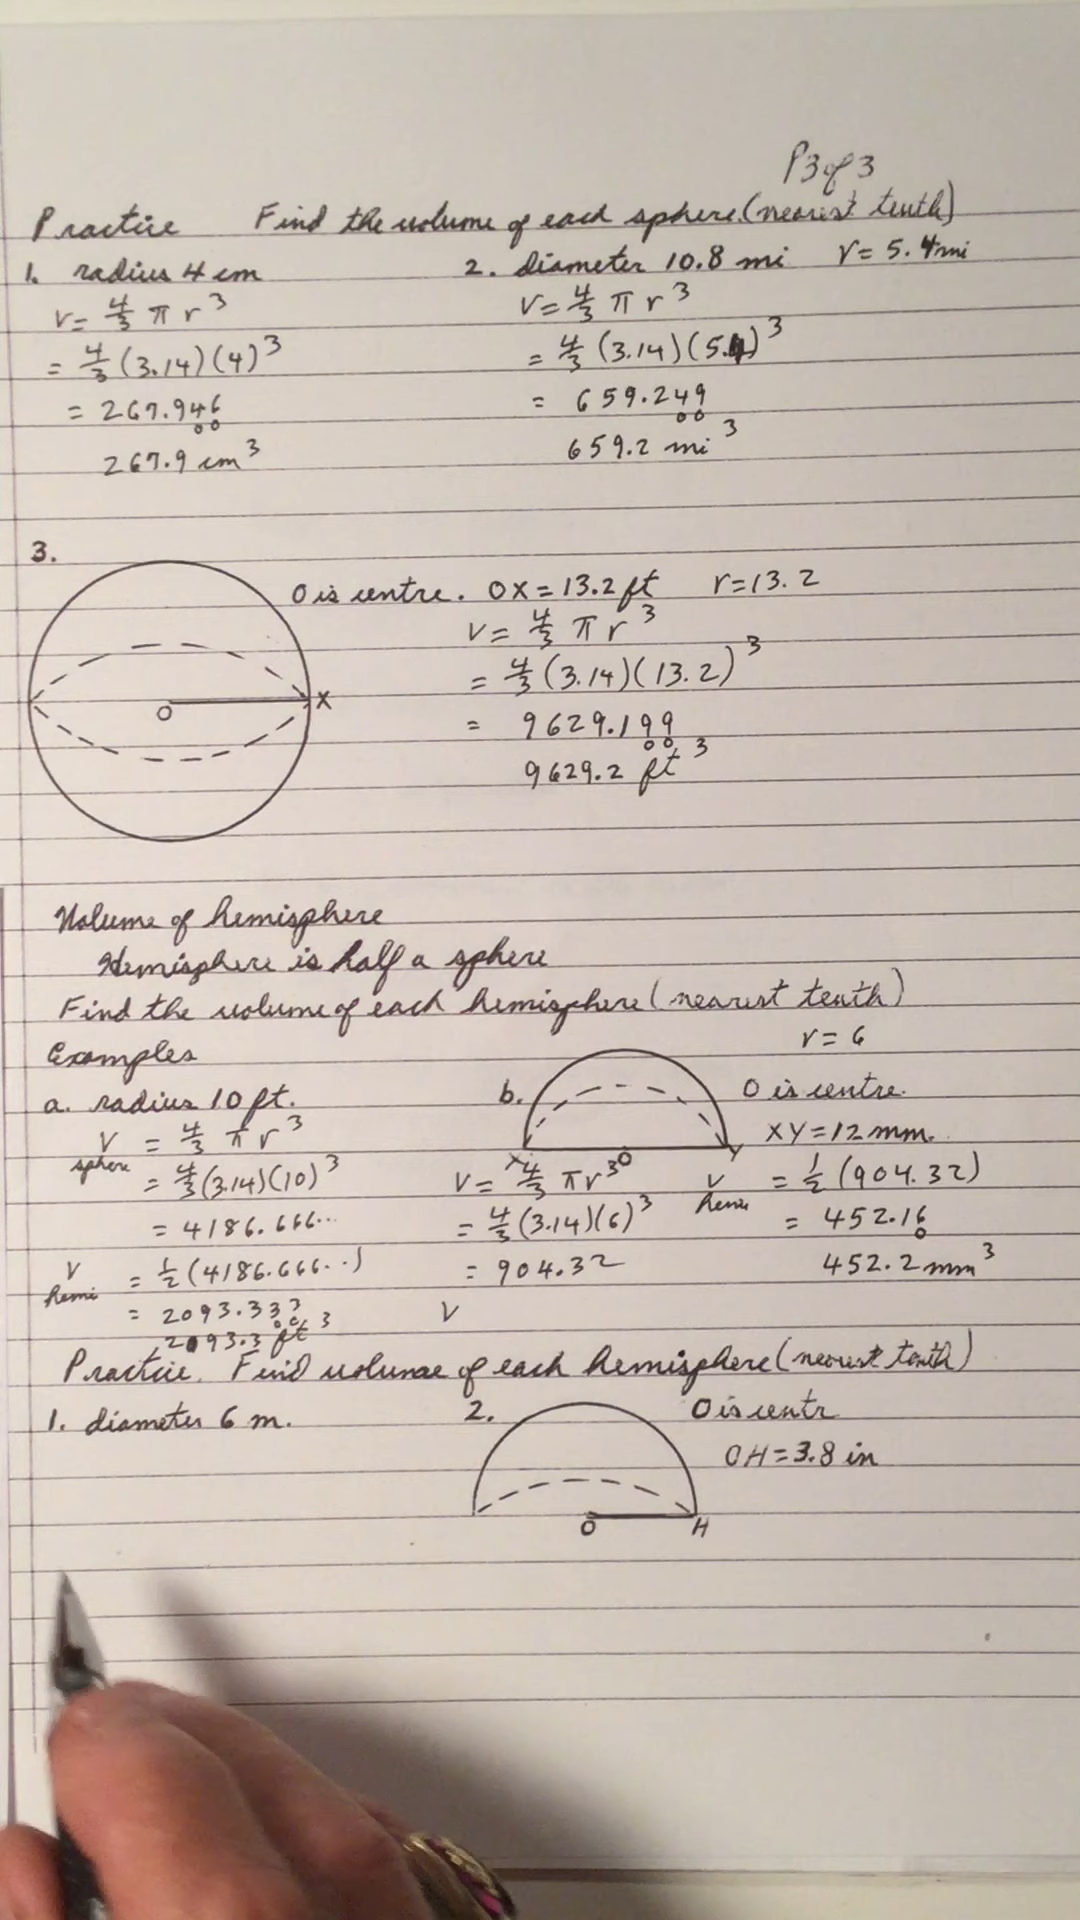 P3 of 3
Practice Find the volume of each sphere. (nearest tenth)
1. radius 4 cm
V = 4/3 π r³
= 4/3 (3.14)(4)³
= 267.946
267.9 cm³
2. diameter 10.8 mi r = 5.4 mi
V = 4/3 π r³
= 4/3 (3.14)(5.4)³
= 659.249
659.2 mi³
3.
O
X
O is centre. OX = 13.2 ft r = 13.2
V = 4/3 π r³
= 4/3 (3.14)(13.2)³
= 9629.199
9629.2 ft³
Volume of hemisphere
Hemisphere is half a sphere
Find the volume of each hemisphere (nearest tenth)
Examples
a. radius 10 ft.
V sphere = 4/3 π r³
= 4/3 (3.14)(10)³
= 4186.666...
V hemi = 1/2 (4186.666...)
= 2093.333
2093.3 ft³
b.
r = 6
O is centre.
XY = 12 mm.
X O Y
V = 4/3 π r³
= 4/3 (3.14)(6)³
= 904.32
V
V hemi = 1/2 (904.32)
= 452.16
452.2 mm³
Practice. Find volume of each hemisphere (nearest tenth)
1. diameter 6 m.
2.
O is centr
OH = 3.8 in
O H